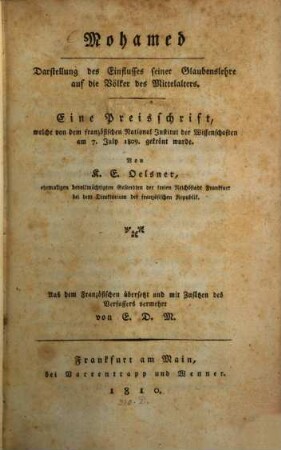 Mohamed
Darstellung des Einflusses seiner Glaubenslehre
auf die Völker des Mittelalters.
Eine Preisschrift,
welche von dem französischen National Institut der Wissenschaften
am 7. July 1809. gekrönt wurde.
Von
K. E. Oelsner,
ehemaligen bevollmächtigten Gesandten der freien Reichsstadt Frankfurt
bei dem Direktorium der französischen Republik.
Aus dem Französischen übersetzt und mit Zusätzen des
Verfassers vermehrt
von E. D. M.
Frankfurt am Main,
bei Varrentrapp und Wenner.
1810.